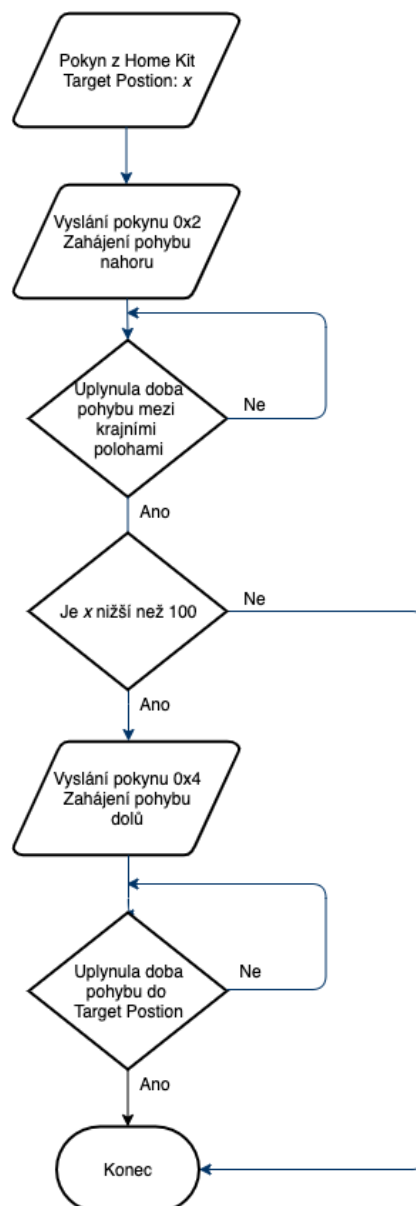 Pokyn z Home Kit
Target Postion: x
Vyslání pokynu 0x2
Zahájení pohybu
nahoru
Uplynula doba
pohybu mezi
krajními
polohami
Ne
Ano
Je x nižší než 100
Ne
Ano
Vyslání pokynu 0x4
Zahájení pohybu
dolů
Uplynula doba
pohybu do
Target Postion
Ne
Ano
Konec